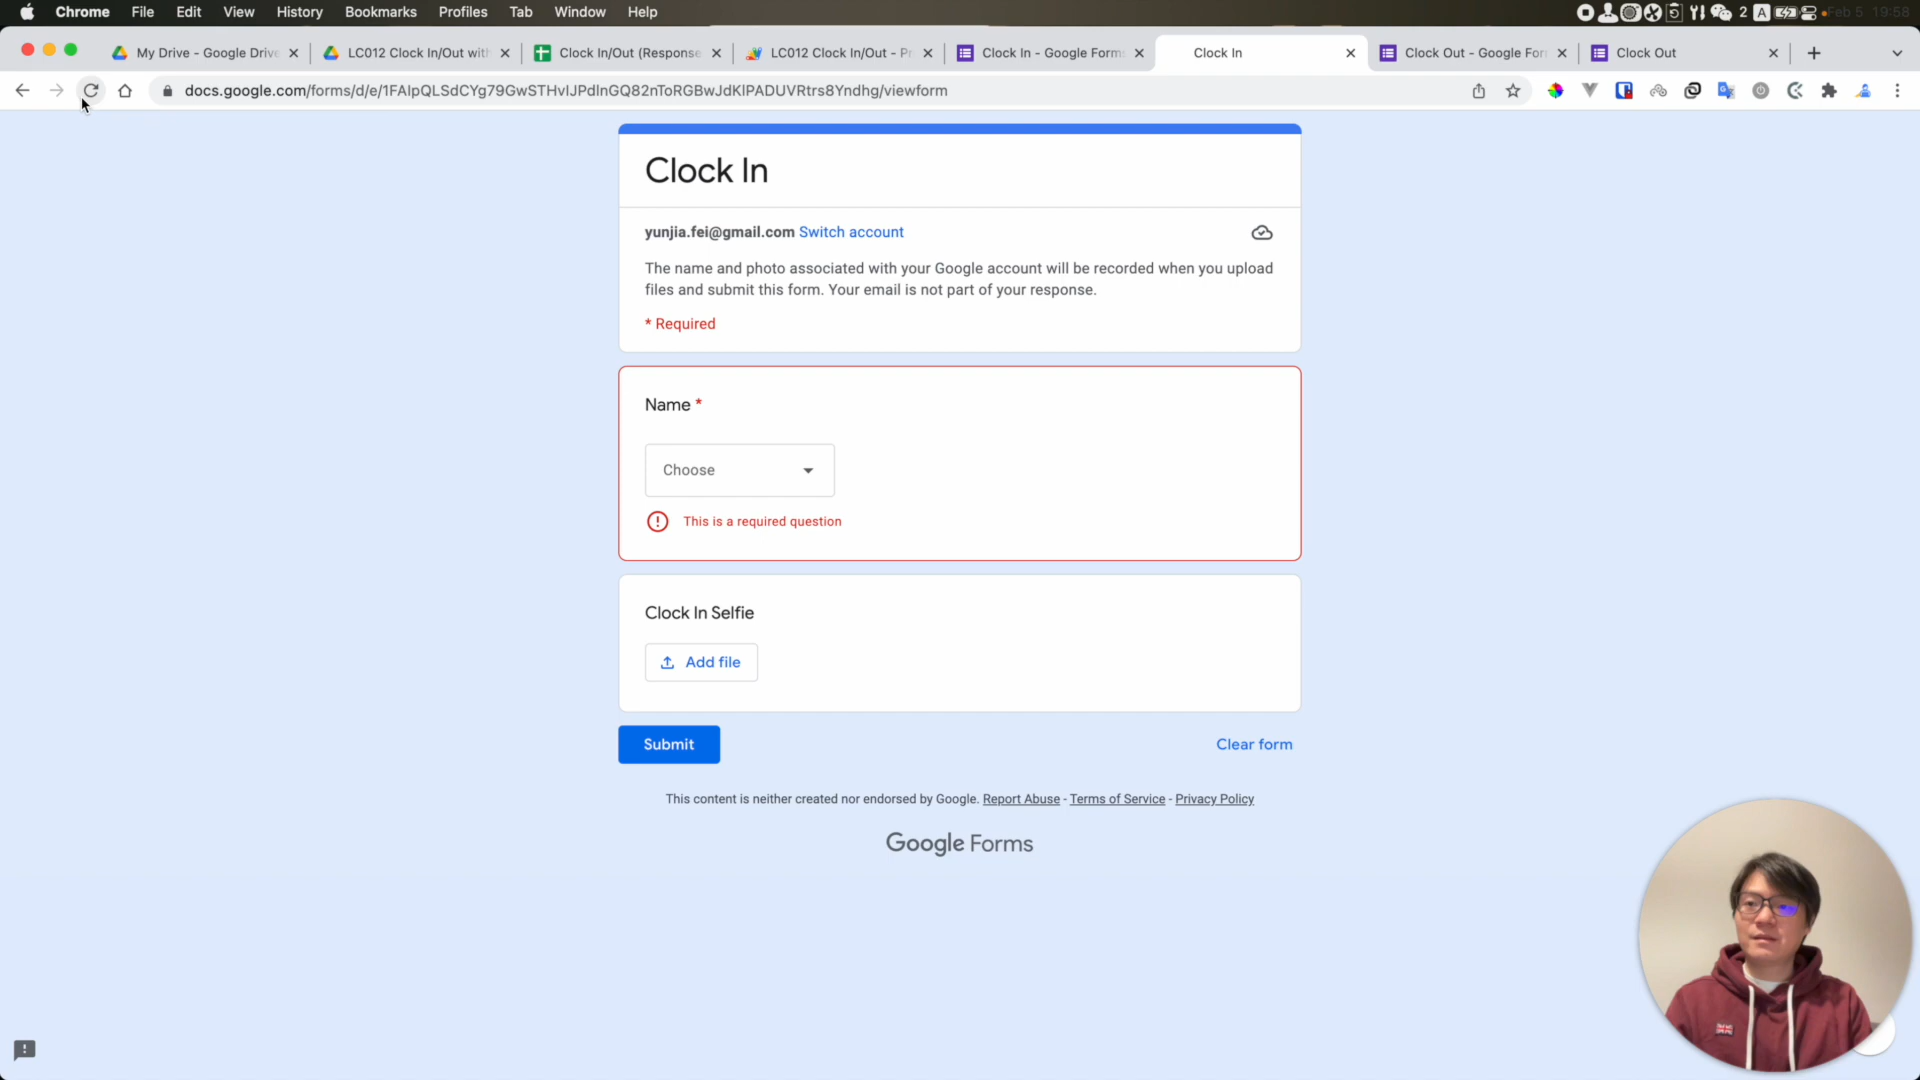 Chrome File Edit View History Bookmarks Profiles Tab Window Help 2 A Feb 5 19:58
My Drive - Google Drive
LC012 Clock In/Out with
Clock In/Out (Response
LC012 Clock In/Out - Pr
Clock In - Google Forms
Clock In
Clock Out - Google For
Clock Out
docs.google.com/forms/d/e/1FAIpQLSdCYg79GwSTHvIJPdlnGQ82nToRGBwJdKlPADUVRtrs8Yndhg/viewform
Clock In
yunjia.fei@gmail.com Switch account
The name and photo associated with your Google account will be recorded when you upload
files and submit this form. Your email is not part of your response.
* Required
Name *
Choose
This is a required question
Clock In Selfie
Add file
Submit
Clear form
This content is neither created nor endorsed by Google. Report Abuse - Terms of Service - Privacy Policy
Google Forms